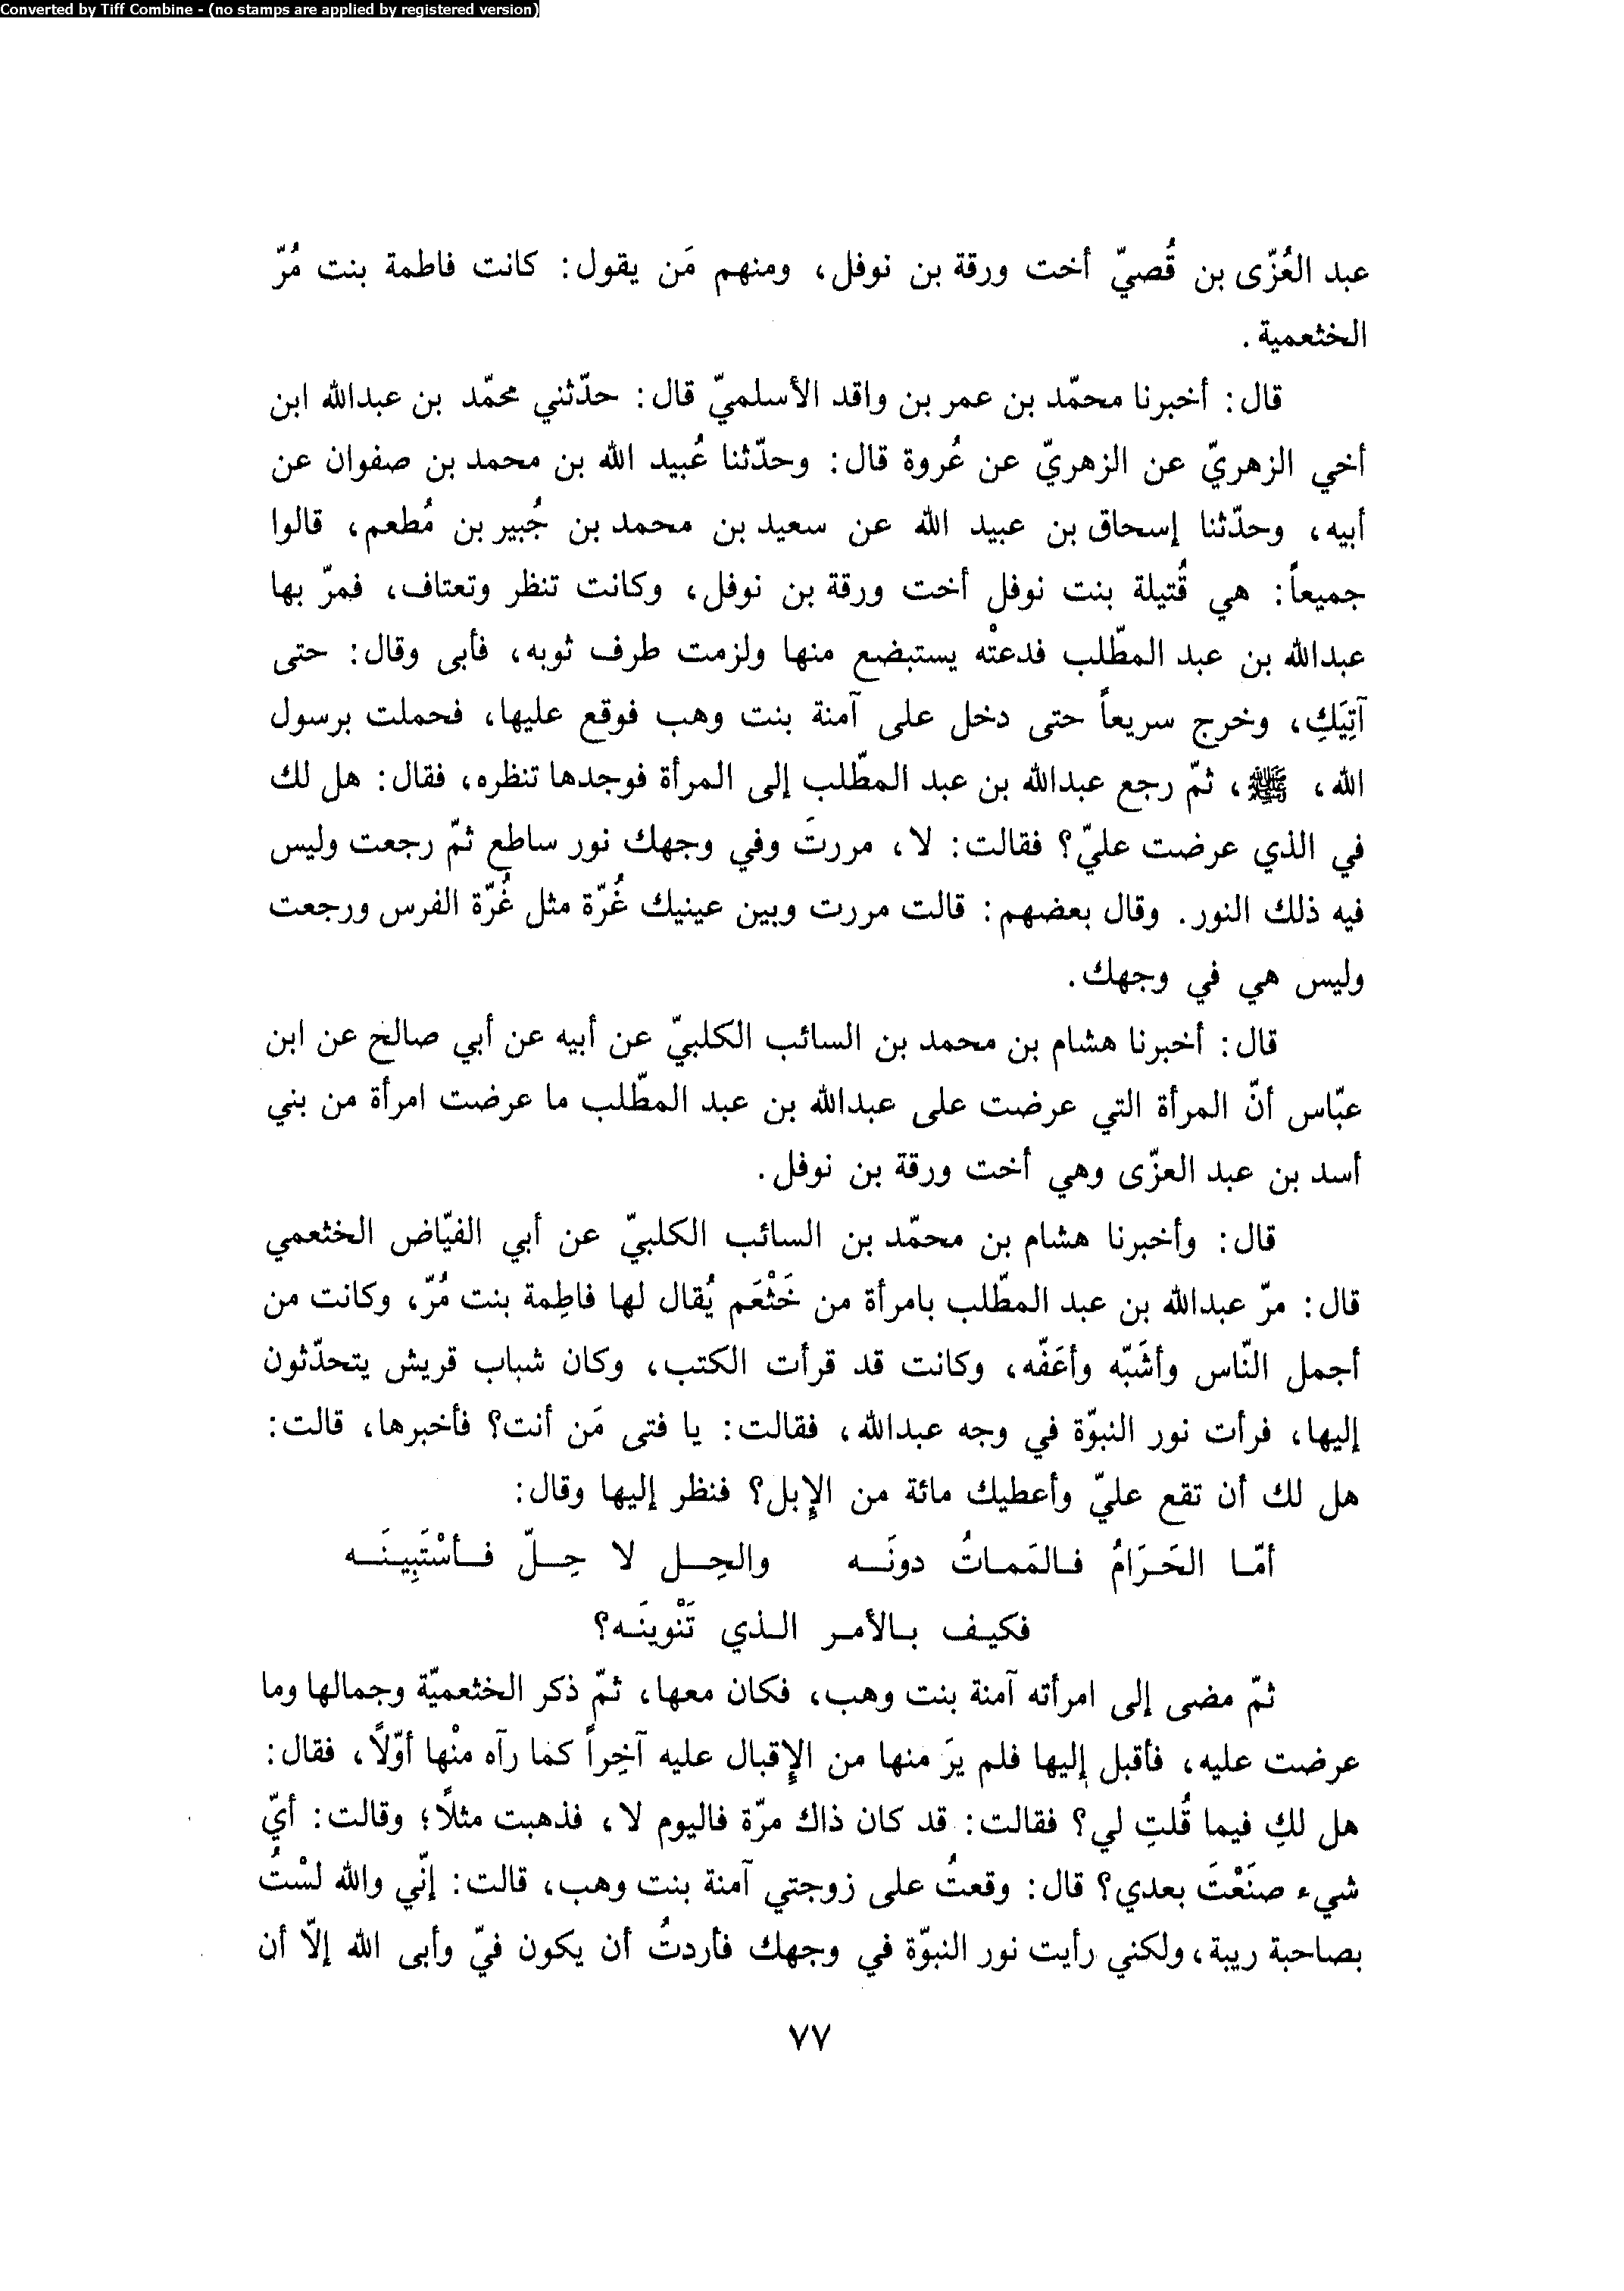 Converted by Tiff Combine - (no stamps are applied by registered version)
عبد العُزّى بن قُصيّ أخت ورقة بن نوفل، ومنهم مَن يقول: كانت فاطمة بنت مُرّ
الخثعمية.
قال: أخبرنا محمّد بن عمر بن واقد الأسلميّ قال: حدّثني محمّد بن عبدالله ابن
أخي الزهريّ عن الزهريّ عن عُروة قال: وحدّثنا عُبيد الله بن محمد بن صفوان عن
أبيه، وحدّثنا إسحاق بن عبيد الله عن سعيد بن محمد بن جُبير بن مُطعم، قالوا
جميعاً: هي قُتيلة بنت نوفل أخت ورقة بن نوفل، وكانت تنظر وتعتاف، فمرّ بها
عبدالله بن عبد المطّلب فدعتْه يستبضع منها ولزمت طرف ثوبه، فأبى وقال: حتى
آتِيَكِ، وخرج سريعاً حتى دخل على آمنة بنت وهب فوقع عليها، فحملت برسول
الله، ﷺ، ثمّ رجع عبدالله بن عبد المطّلب إلى المرأة فوجدها تنظره، فقال: هل لك
في الذي عرضت عليّ؟ فقالت: لا، مررتَ وفي وجهك نور ساطع ثمّ رجعت وليس
فيه ذلك النور. وقال بعضهم: قالت مررت وبين عينيك غُرّة مثل غُرّة الفرس ورجعت
وليس هي في وجهك.
قال: أخبرنا هشام بن محمد بن السائب الكلبيّ عن أبيه عن أبي صالح عن ابن
عبّاس أنّ المرأة التي عرضت على عبدالله بن عبد المطّلب ما عرضت امرأة من بني
أسد بن عبد العزّى وهي أخت ورقة بن نوفل.
قال: وأخبرنا هشام بن محمّد بن السائب الكلبيّ عن أبي الفيّاض الخثعمي
قال: مرّ عبدالله بن عبد المطّلب بامرأة من خَثْعَم يُقال لها فاطِمة بنت مُرّ، وكانت من
أجمل النّاس وأشَبّه وأعَفّه، وكانت قد قرأت الكتب، وكان شباب قريش يتحدّثون
إليها، فرأت نور النبوّة في وجه عبدالله، فقالت: يا فتى مَن أنت؟ فأخبرها، قالت:
هل لك أن تقع عليّ وأعطيك مائة من الإبل؟ فنظر إليها وقال:
أمّا الحَرَامُ فالمَماتُ دونَه والحِل لا حِلّ فأسْتَبِينَه
فكيف بالأمر الذي تَنْوينَه؟
ثمّ مضى إلى امرأته آمنة بنت وهب، فكان معها، ثمّ ذكر الخثعميّة وجمالها وما
عرضت عليه، فأقبل إليها فلم يرَ منها من الإقبال عليه آخِراً كما رآه منْها أوّلاً، فقال:
هل لكِ فيما قُلتِ لي؟ فقالت: قد كان ذاك مرّة فاليوم لا، فذهبت مثلاً؛ وقالت: أيّ
شيء صنَعْتَ بعدي؟ قال: وقعتُ على زوجتي آمنة بنت وهب، قالت: إنّي والله لسْتُ
بصاحبة ريبة، ولكني رأيت نور النبوّة في وجهك فأردتُ أن يكون فيّ وأبى الله إلاّ أن
٧٧